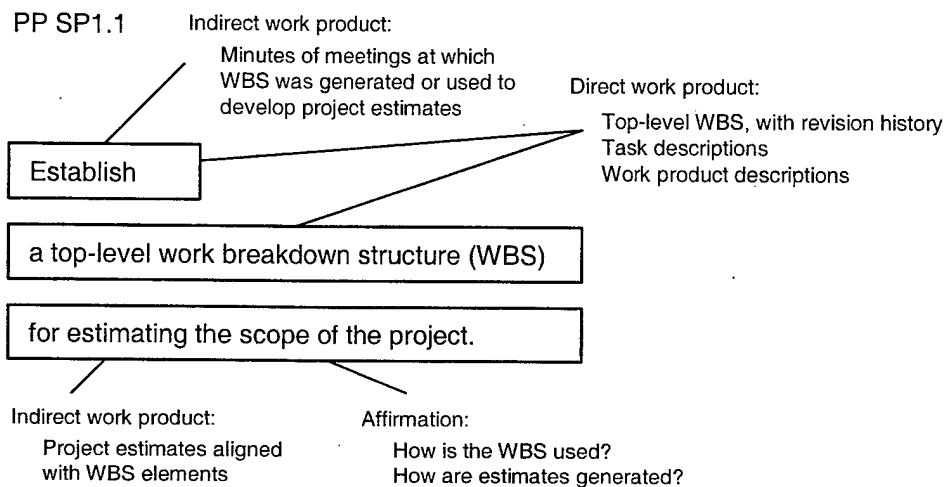 PP SP1.1
Indirect work product:
Minutes of meetings at which
WBS was generated or used to
develop project estimates
Direct work product:
Top-level WBS, with revision history
Task descriptions
Work product descriptions
Establish
a top-level work breakdown structure (WBS)
for estimating the scope of the project.
Indirect work product:
Project estimates aligned
with WBS elements
Affirmation:
How is the WBS used?
How are estimates generated?